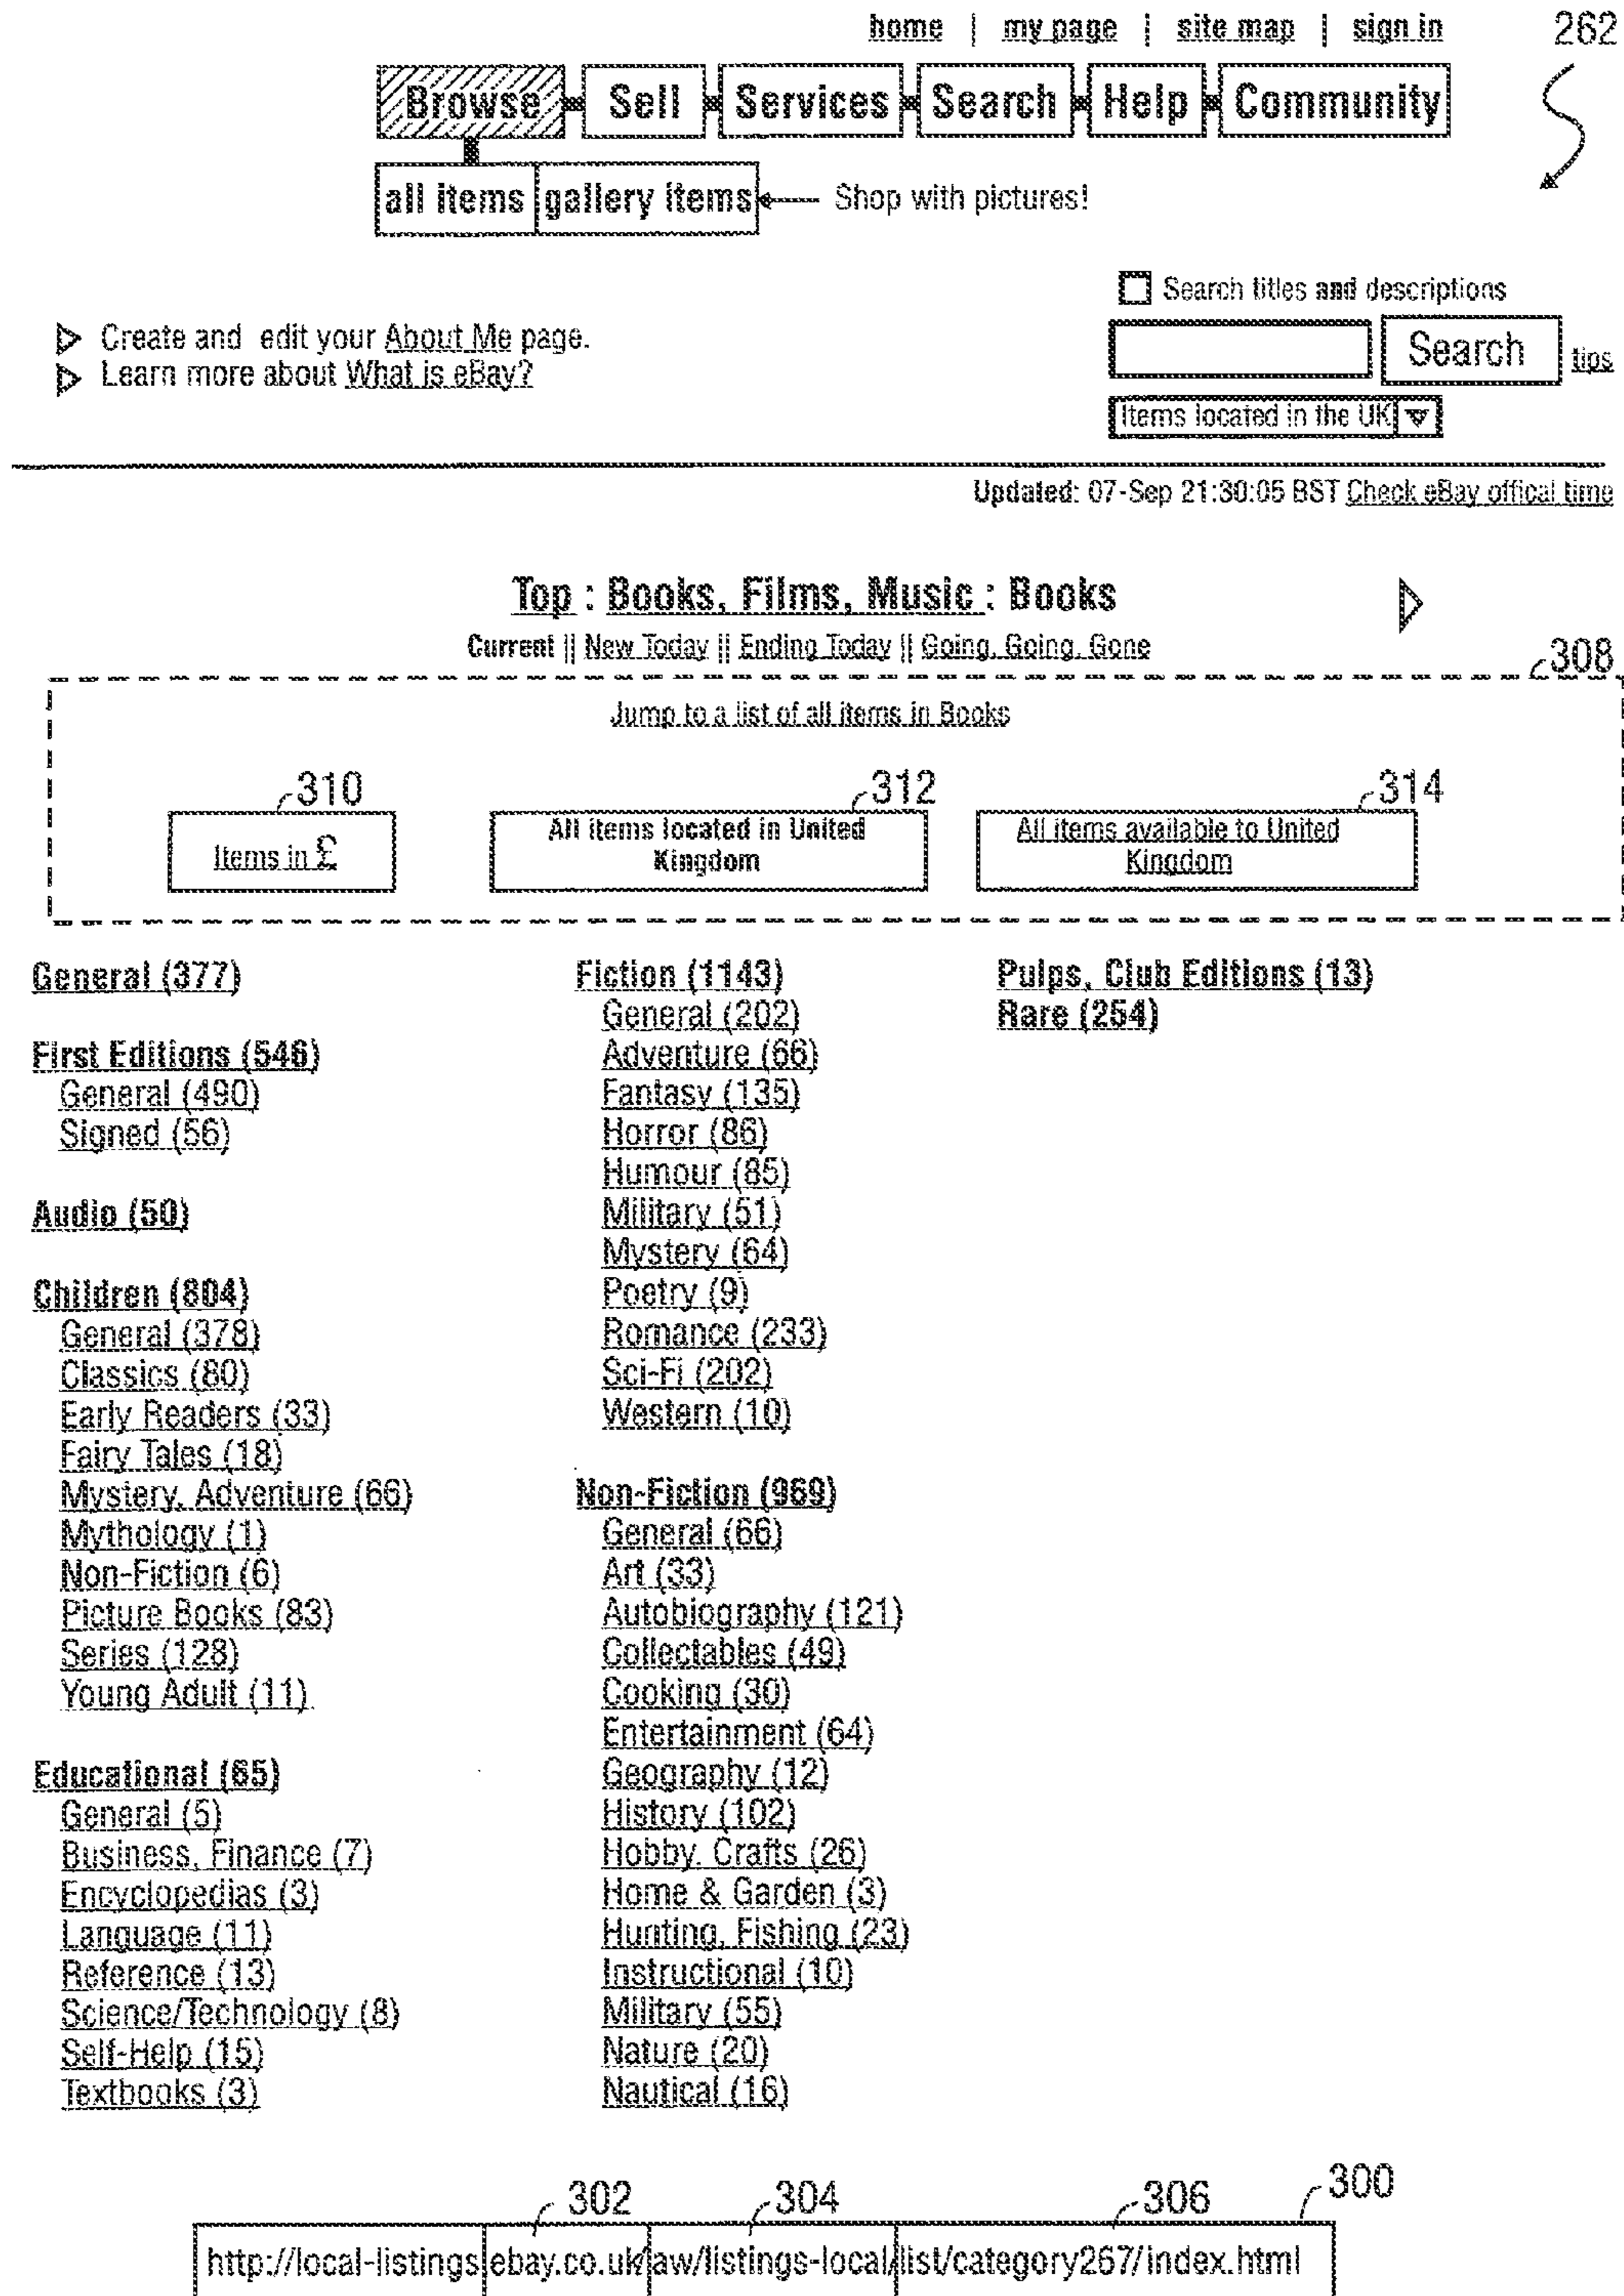 home | my page | site map | sign in 262
Browse Sell Services Search Help Community
all items gallery items Shop with pictures!
Search titles and descriptions
Create and edit your About Me page.
Search tips
Learn more about What is eBay?
Items located in the UK
Updated: 07-Sep 21:30:05 BST Check eBay offical time
Top : Books, Films, Music : Books
Current || New Today || Ending Today || Going, Going, Gone
308
Jump to a list of all items in Books
310 312 314
Items in £
All items located in United
Kingdom
All items available to United
Kingdom
General (377)
First Editions (546)
General (490)
Signed (56)
Audio (50)
Children (804)
General (378)
Classics (80)
Early Readers (33)
Fairy Tales (18)
Mystery, Adventure (66)
Mythology (1)
Non-Fiction (6)
Picture Books (83)
Series (128)
Young Adult (11)
Educational (65)
General (5)
Business, Finance (7)
Encyclopedias (3)
Language (11)
Reference (13)
Science/Technology (8)
Self-Help (15)
Textbooks (3)
Fiction (1143)
General (202)
Adventure (66)
Fantasy (135)
Horror (86)
Humour (85)
Military (51)
Mystery (64)
Poetry (9)
Romance (233)
Sci-Fi (202)
Western (10)
Non-Fiction (969)
General (66)
Art (33)
Autobiography (121)
Collectables (49)
Cooking (30)
Entertainment (64)
Geography (12)
History (102)
Hobby, Crafts (26)
Home & Garden (3)
Hunting, Fishing (23)
Instructional (10)
Military (55)
Nature (20)
Nautical (16)
Pulps, Club Editions (13)
Rare (254)
302 304 306 300
http://local-listings ebay.co.uk/aw/listings-local/list/category267/index.html